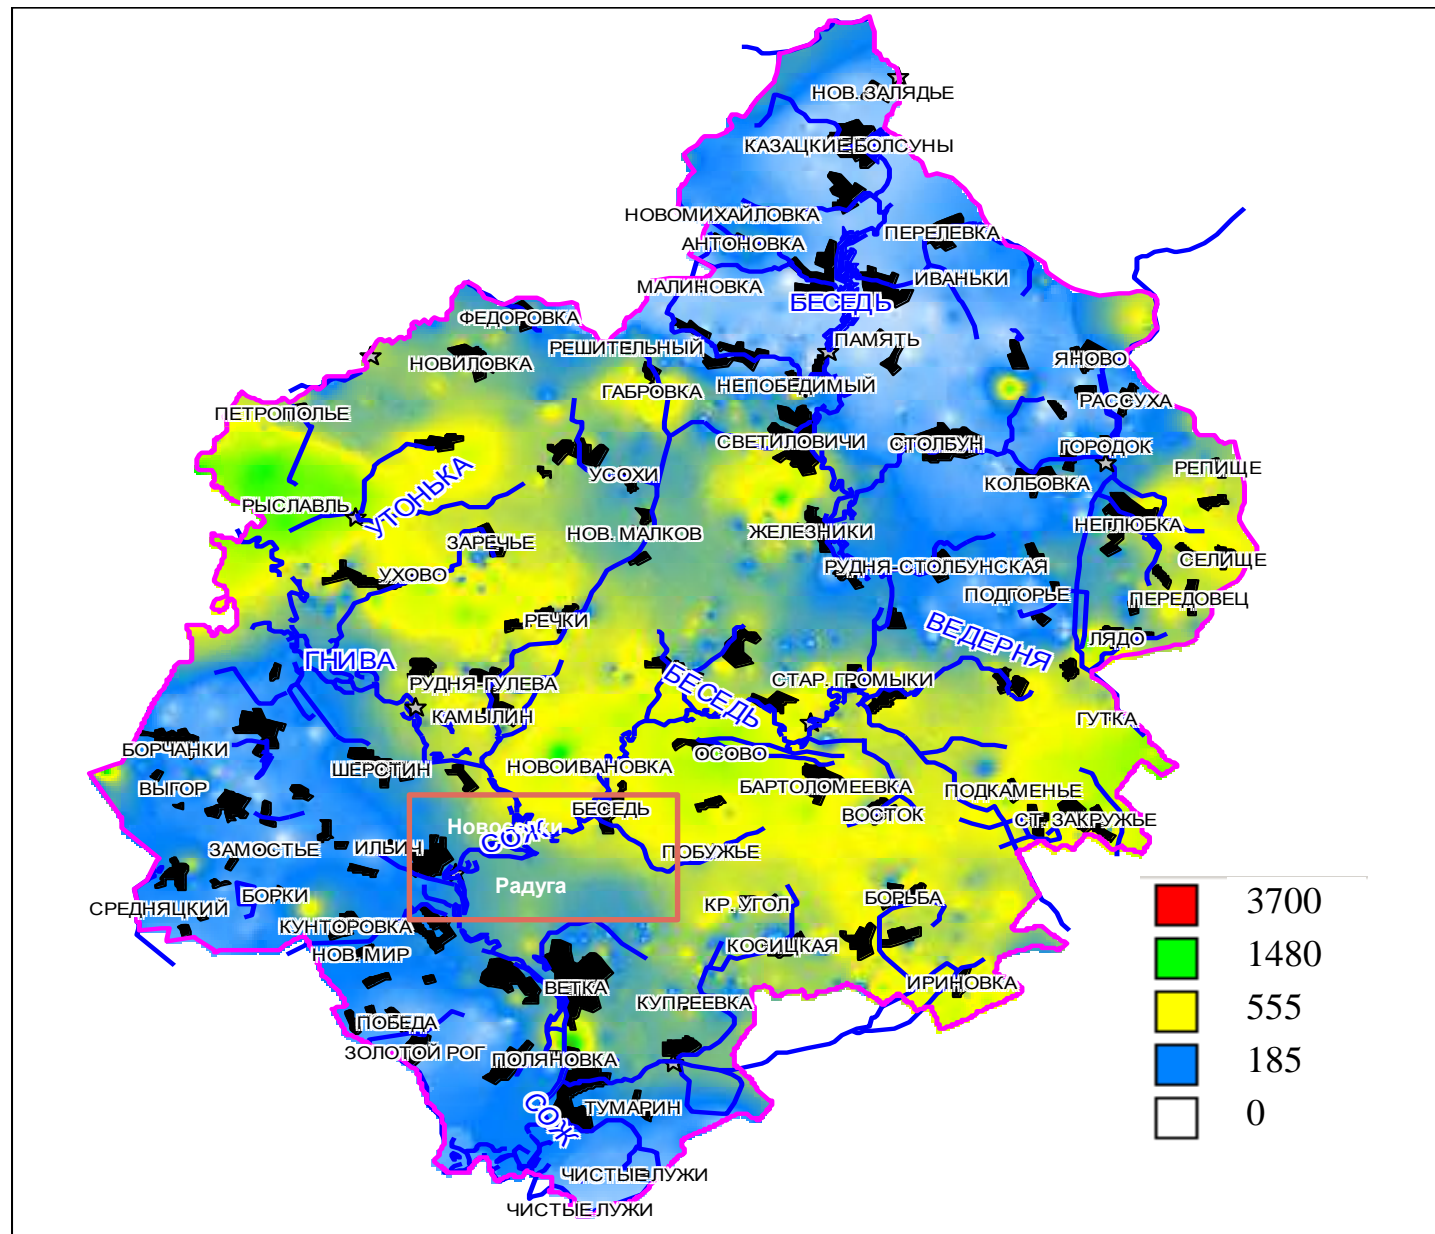 НОВ. ЗАЛЯДЬЕ
КАЗАЦКИЕ БОЛСУНЫ
НОВОМИХАЙЛОВКА
ПЕРЕЛЕВКА
АНТОНОВКА
ИВАНЬКИ
МАЛИНОВКА
БЕСЕДЬ
ФЕДОРОВКА
ПАМЯТЬ
РЕШИТЕЛЬНЫЙ
ЯНОВО
НОВИЛОВКА
НЕПОБЕДИМЫЙ
ГАБРОВКА
РАССУХА
ПЕТРОПОЛЬЕ
СВЕТИЛОВИЧИ
СТОЛБУН
ГОРОДОК
РЕПИЩЕ
УСОХИ
КОЛБОВКА
РЫСЛАВЛЬ
УТОНЬКА
НЕГЛЮБКА
НОВ. МАЛКОВ
ЖЕЛЕЗНИКИ
ЗАРЕЧЬЕ
СЕЛИЩЕ
РУДНЯ-СТОЛБУНСКАЯ
УХОВО
ПОДГОРЬЕ
ПЕРЕДОВЕЦ
РЕЧКИ
ВЕДЕРНЯ
ЛЯДО
ГНИВА
РУДНЯ-ГУЛЕВА
БЕСЕДЬ
СТАР. ГРОМЫКИ
КАМЫЛИН
ГУТКА
БОРЧАНКИ
ОСОВО
ШЕРСТИН
НОВОИВАНОВКА
ВЫГОР
БАРТОЛОМЕЕВКА
ПОДКАМЕНЬЕ
БЕСЕДЬ
ВОСТОК
СТ. ЗАКРУЖЬЕ
Новоселки
СОЖ
ЗАМОСТЬЕ
ИЛЬИЧ
ПОБУЖЬЕ
Радуга
БОРКИ
СРЕДНЯЦКИЙ
КР. УГОЛ
БОРЬБА
КУНТОРОВКА
КОСИЦКАЯ
НОВ. МИР
ВЕТКА
ИРИНОВКА
КУПРЕЕВКА
ПОБЕДА
ЗОЛОТОЙ РОГ
ПОЛЯНОВКА
СОЖ
ТУМАРИН
ЧИСТЫЕ ЛУЖИ
ЧИСТЫЕ ЛУЖИ
3700
1480
555
185
0